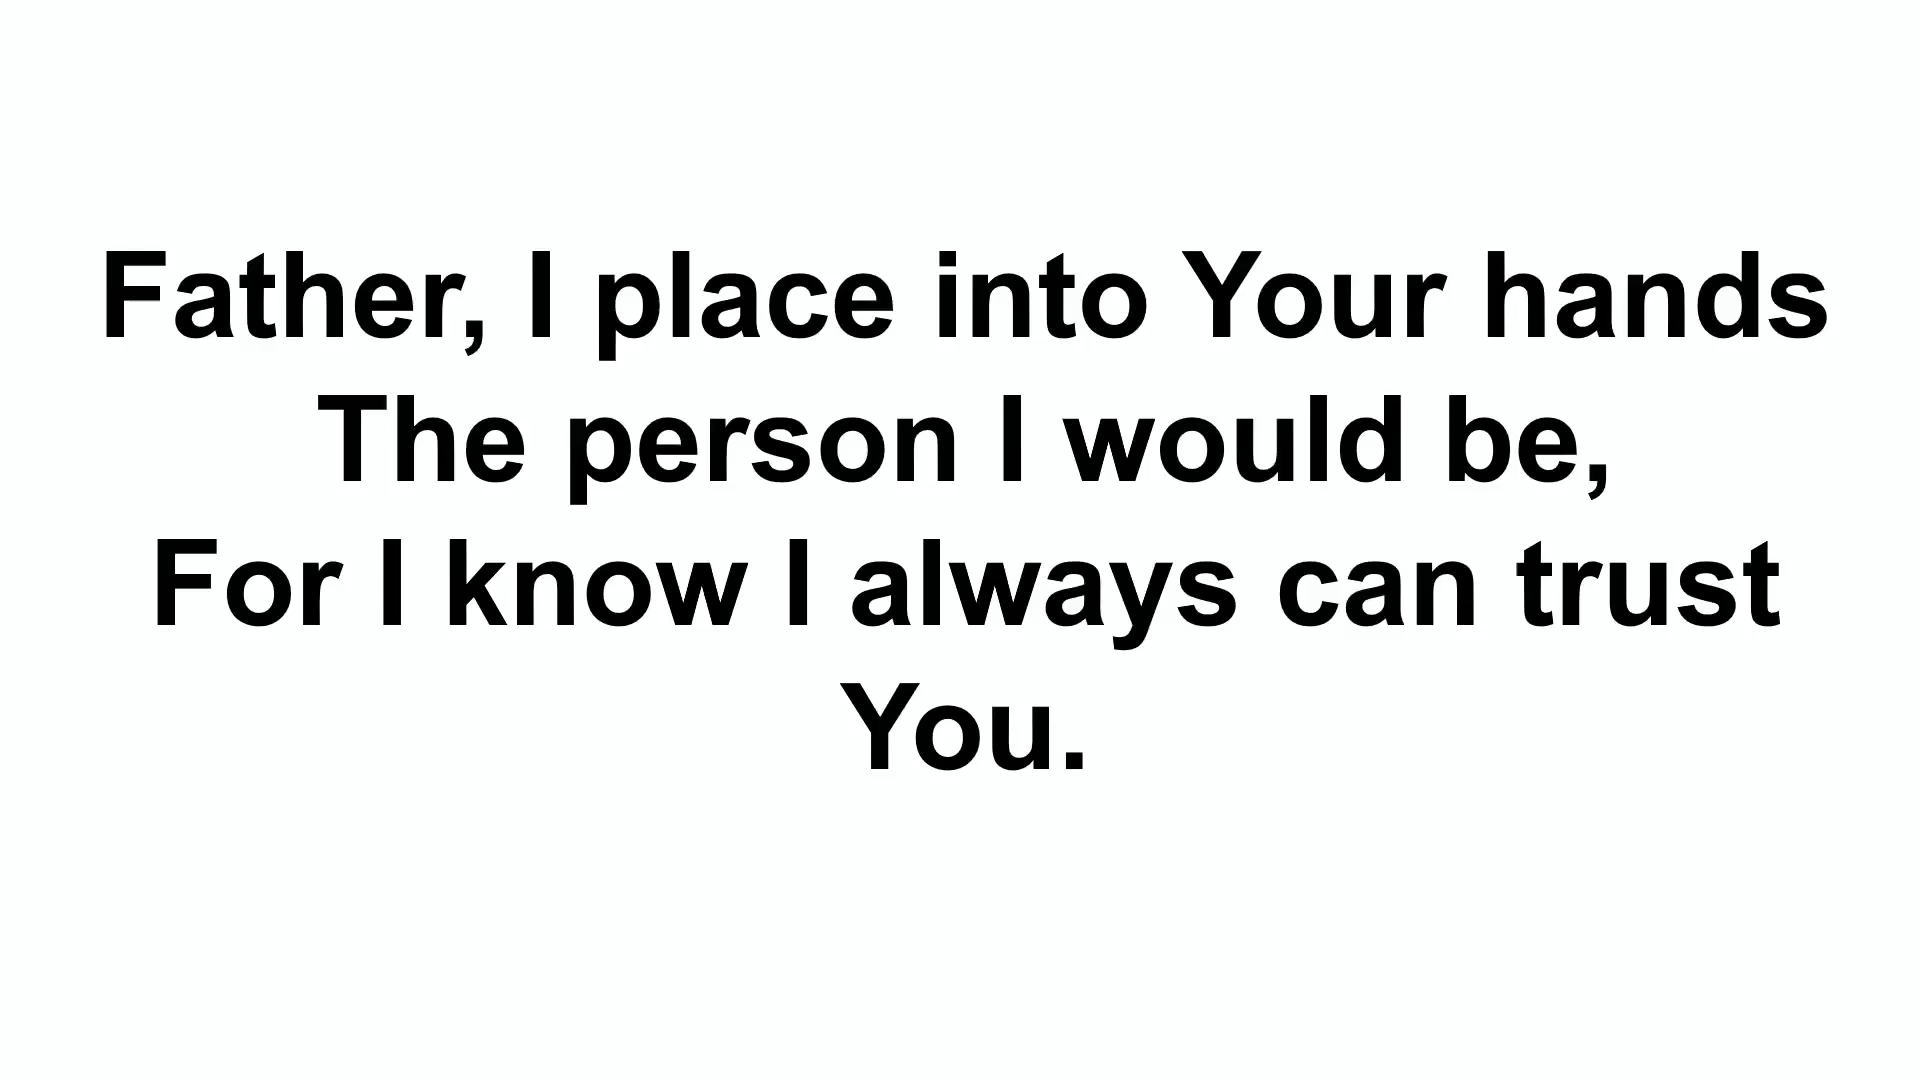 Father, I place into Your hands
The person I would be,
For I know I always can trust
You.